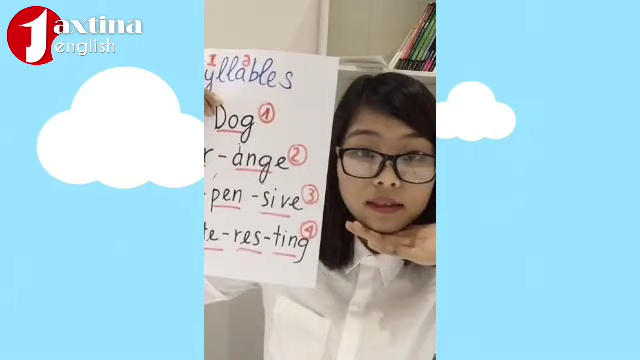 Jaxtina
english
yllables
Dog 1
r-ange 2
-pen-sive 3
te-res-ting 4